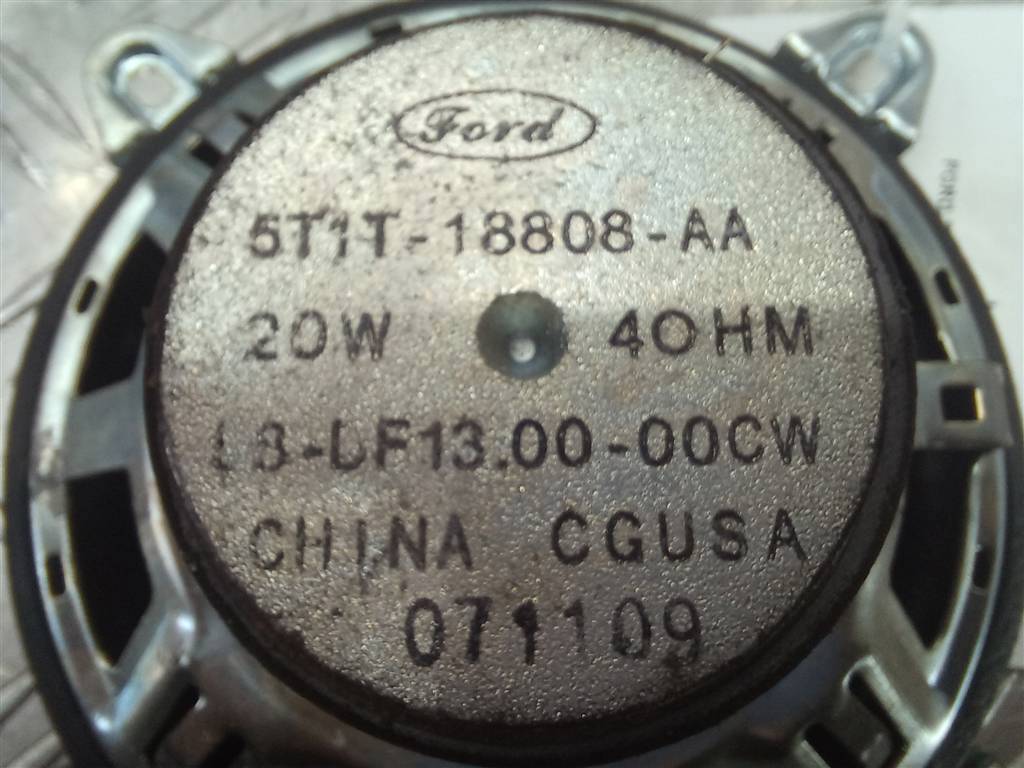 Ford
5T1T-18808-AA
20W 4OHM
CHINA CGUSA
071109